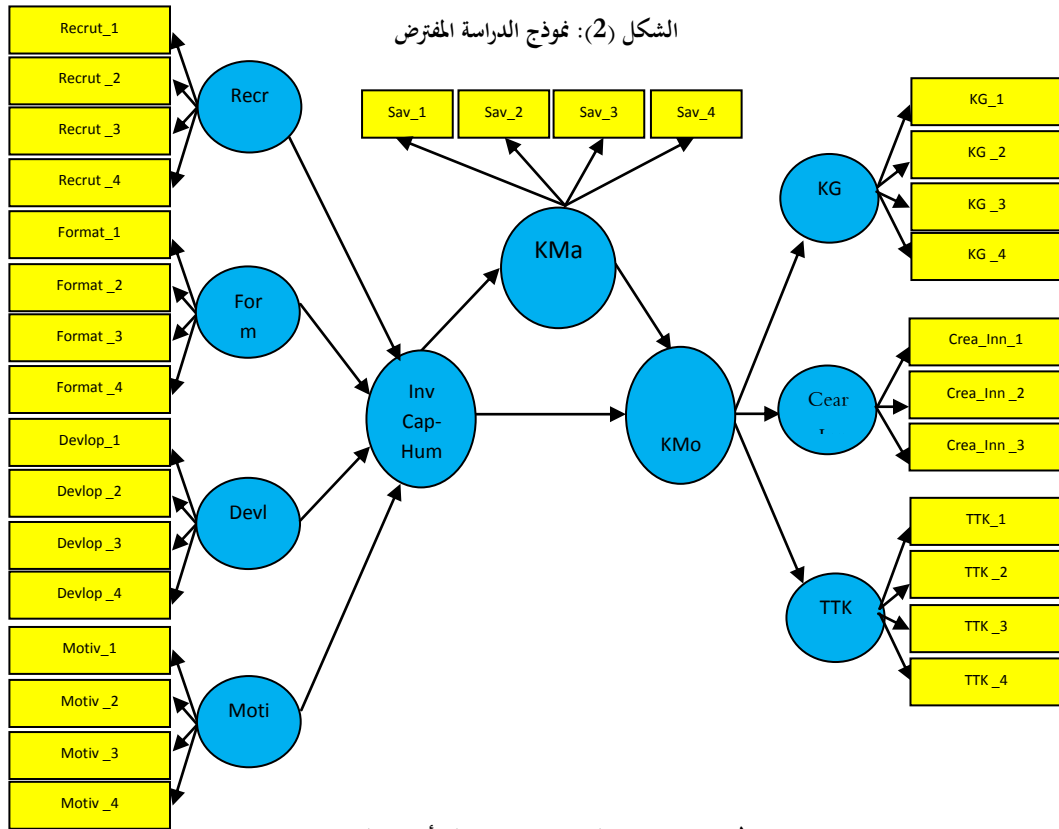 الشكل (2): نموذج الدراسة المفترض
Recrut_1
Recrut _2
Recrut _3
Recrut _4
Format_1
Format _2
Format _3
Format _4
Devlop_1
Devlop _2
Devlop _3
Devlop _4
Motiv_1
Motiv _2
Motiv _3
Motiv _4
Recr
For
m
Devl
Moti
Inv
Cap-
Hum
Sav_1
Sav_2
Sav_3
Sav_4
KMa
KMo
KG
Cear
TTK
KG_1
KG _2
KG _3
KG _4
Crea_Inn_1
Crea_Inn _2
Crea_Inn _3
TTK_1
TTK _2
TTK _3
TTK _4